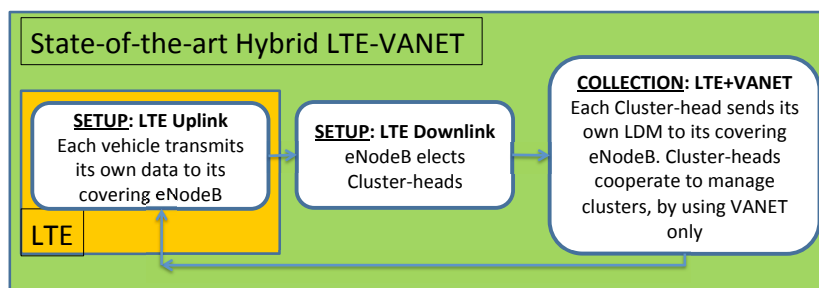 State-of-the-art Hybrid LTE-VANET
SETUP: LTE Uplink
Each vehicle transmits
its own data to its
covering eNodeB
LTE
SETUP: LTE Downlink
eNodeB elects
Cluster-heads
COLLECTION: LTE+VANET
Each Cluster-head sends its
own LDM to its covering
eNodeB. Cluster-heads
cooperate to manage
clusters, by using VANET
only